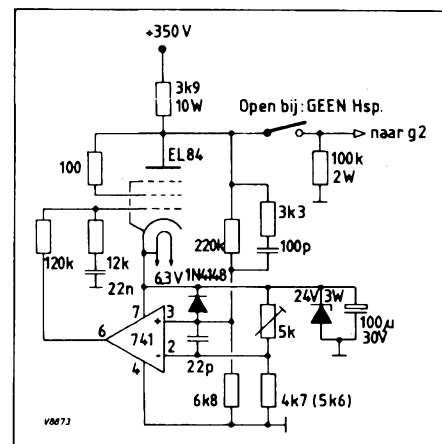 +350 V
3k9
10W
Open bij: GEEN Hsp.
EL84
naar g2
100
100k
2W
3k3
220k
100p
120k
12k
22n
6.3V
1N4148
24V 3W
7
3
+
6
741
5k
100µ
30V
2
-
4
22p
6k8
4k7 (5k6)
V8873